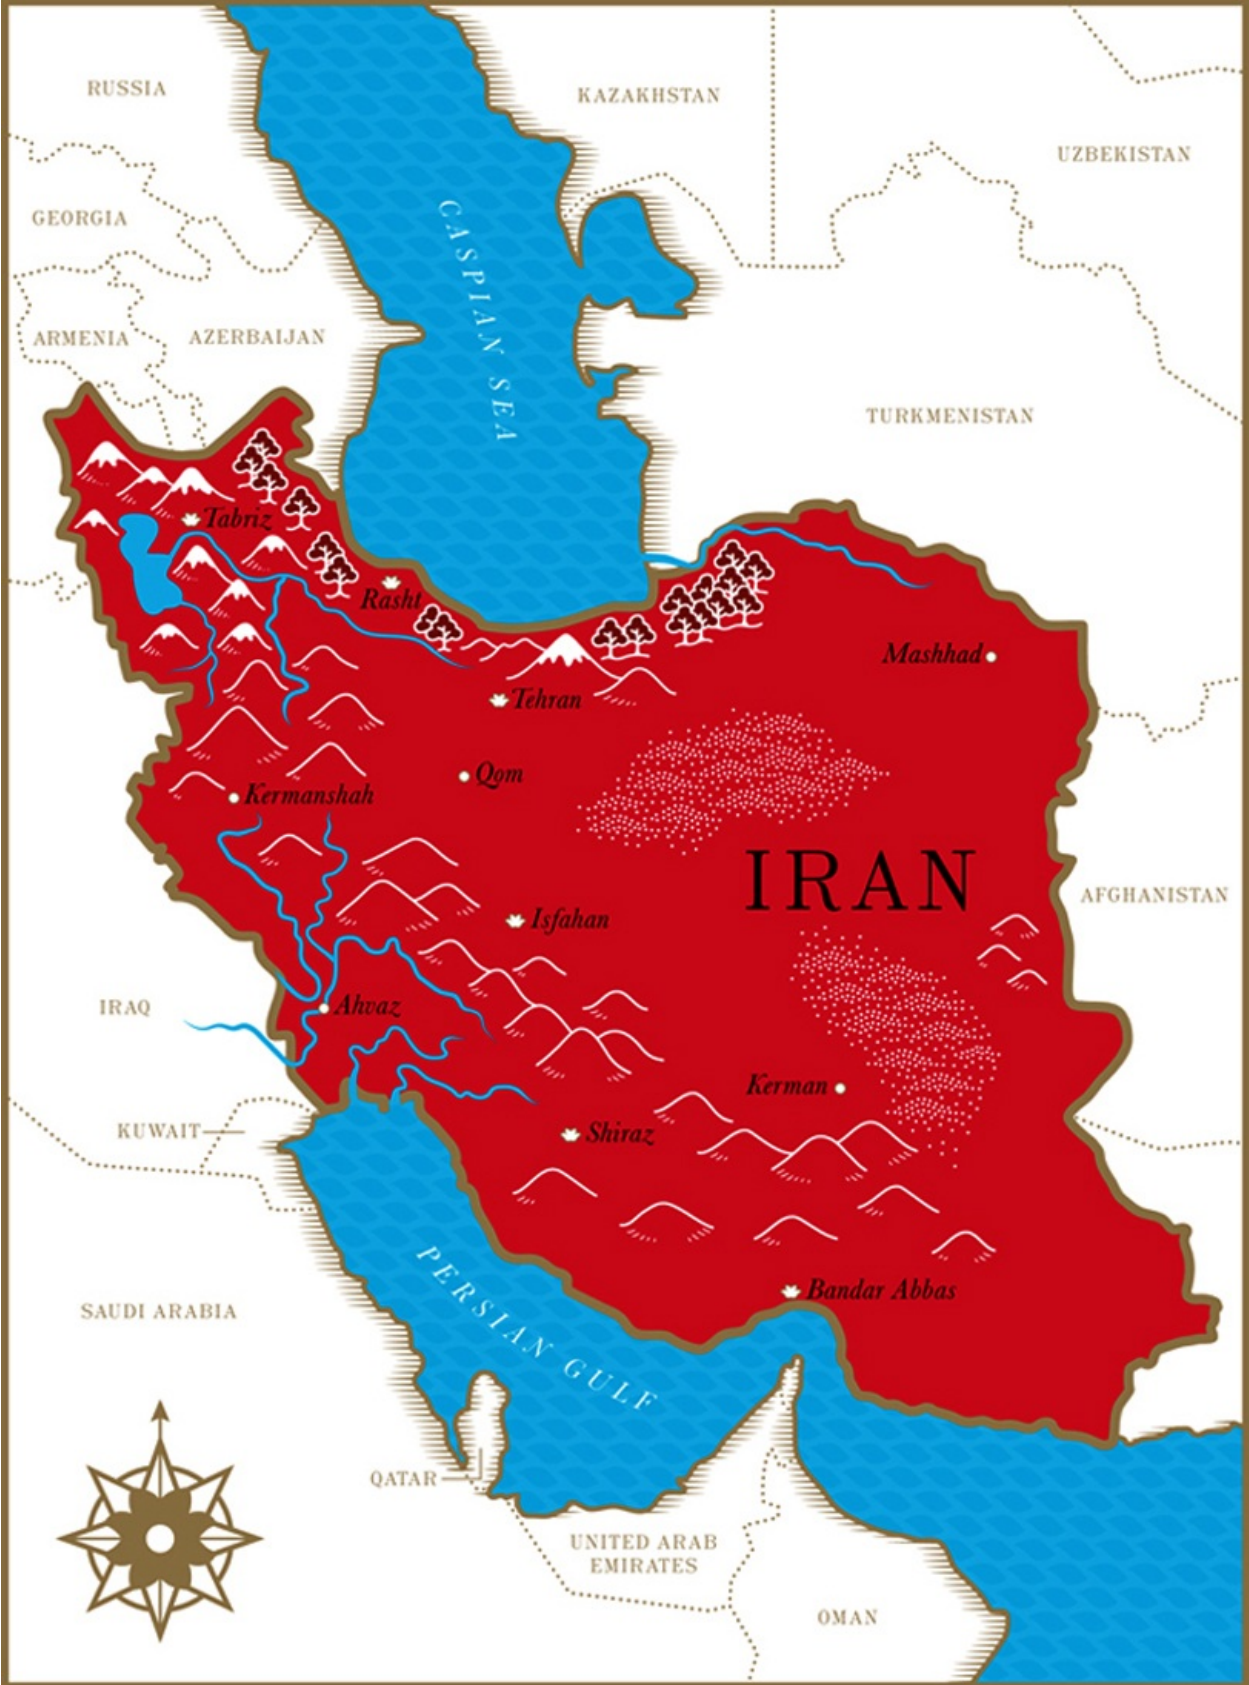 RUSSIA
KAZAKHSTAN
UZBEKISTAN
GEORGIA
CASPIAN SEA
ARMENIA
AZERBAIJAN
TURKMENISTAN
Tabriz
Rasht
Mashhad
Tehran
Qom
Kermanshah
IRAN
AFGHANISTAN
Isfahan
IRAQ
Ahvaz
Kerman
KUWAIT
Shiraz
PERSIAN GULF
Bandar Abbas
SAUDI ARABIA
QATAR
UNITED ARAB
EMIRATES
OMAN